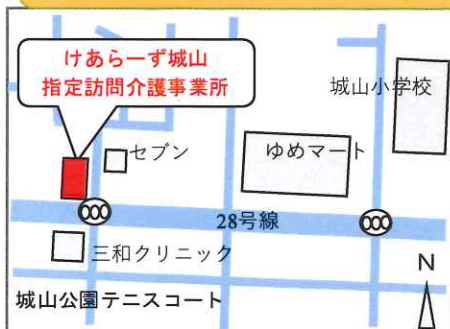 けあらーず城山
指定訪問介護事業所
城山小学校
セブン
ゆめマート
28号線
三和クリニック
N
城山公園テニスコート